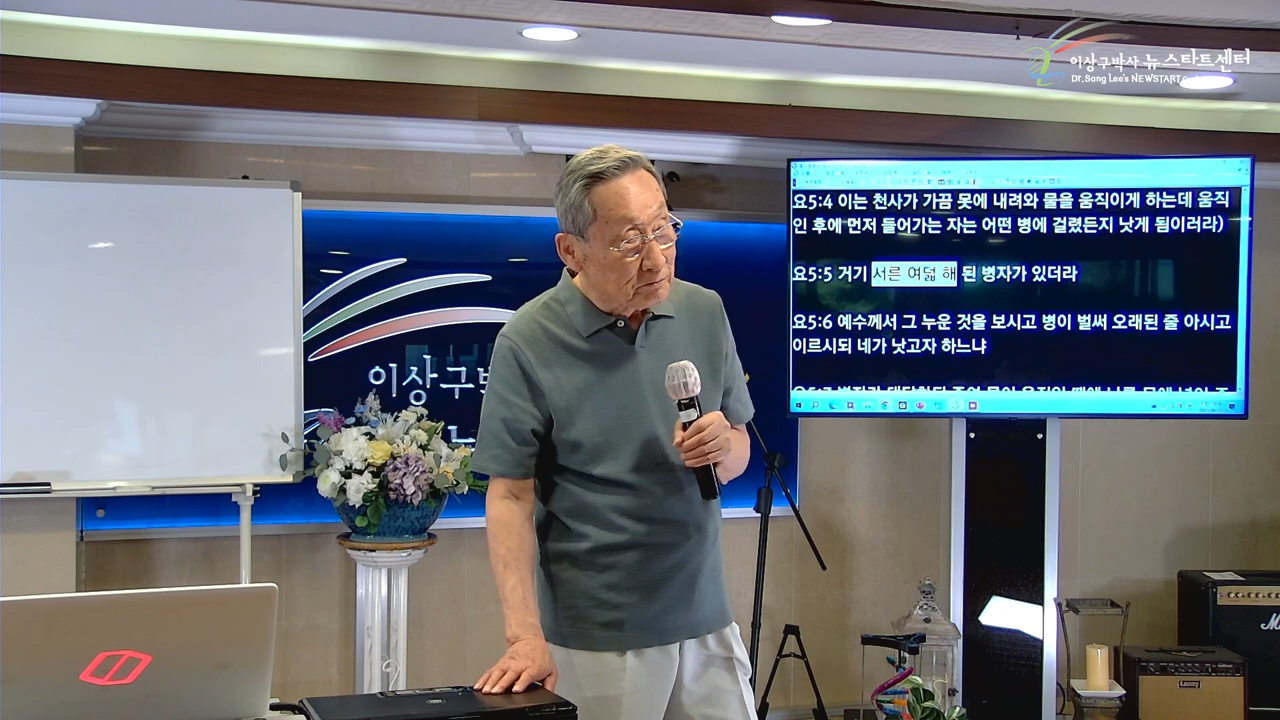 이상구박사 뉴스타트센터
Dr.Sang Lee's NEWSTART
요5:4 이는 천사가 가끔 못에 내려와 물을 움직이게 하는데 움직
인 후에 먼저 들어가는 자는 어떤 병에 걸렸든지 낫게 됨이러라)
요5:5 거기 서른 여덟 해 된 병자가 있더라
요5:6 예수께서 그 누운 것을 보시고 병이 벌써 오래된 줄 아시고
이르시되 네가 낫고자 하느냐
이상구
Laney